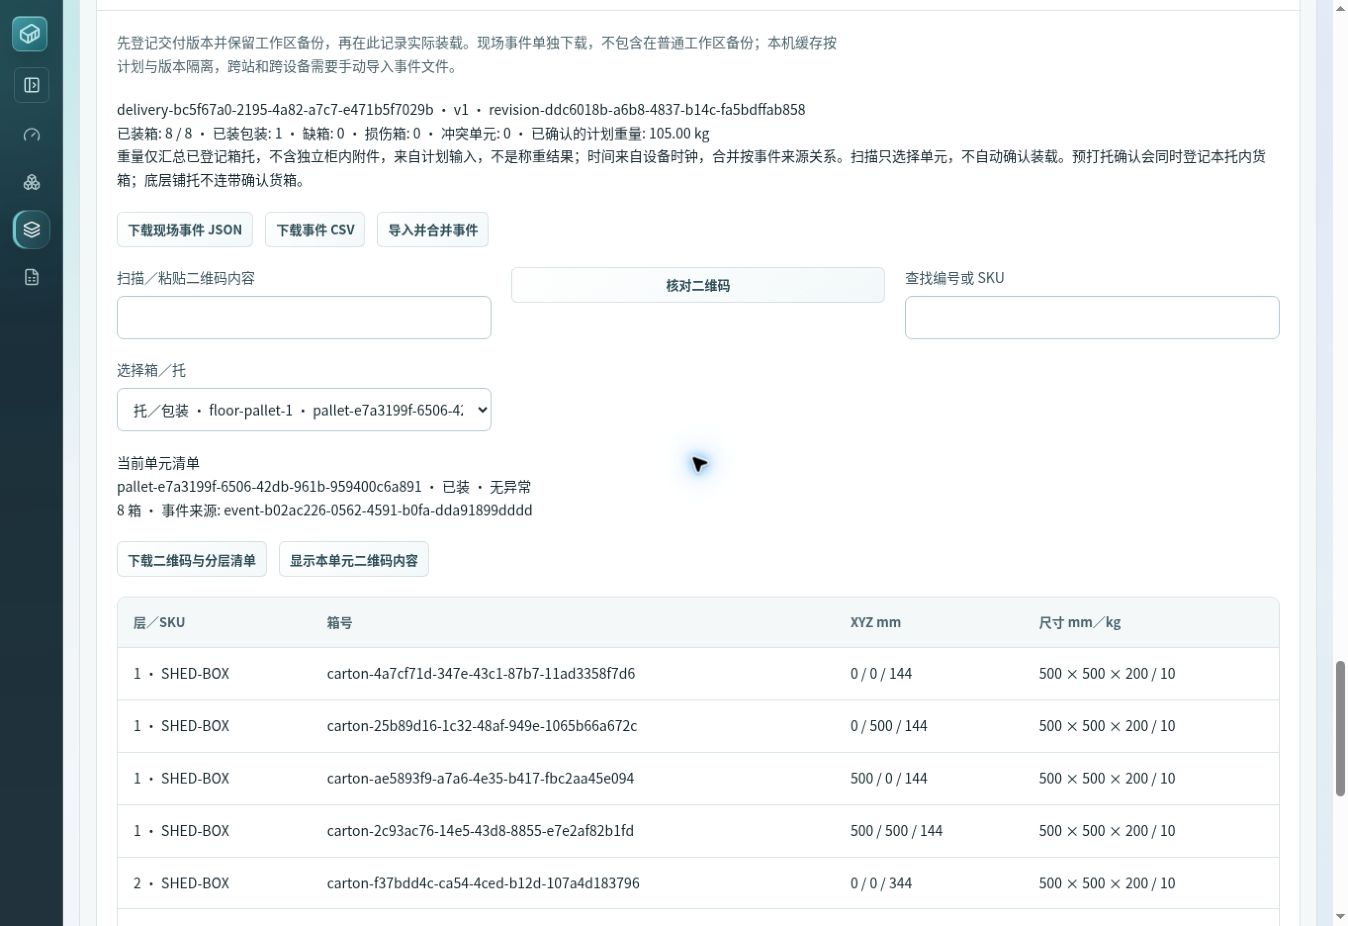 先登记交付版本并保留工作区备份，再在此记录实际装载。现场事件单独下载，不包含在普通工作区备份；本机缓存按
计划与版本隔离，跨站和跨设备需要手动导入事件文件。
delivery-bc5f67a0-2195-4a82-a7c7-e471b5f7029b · v1 · revision-ddc6018b-a6b8-4837-b14c-fa5bdffab858
已装箱: 8 / 8 · 已装包装: 1 · 缺箱: 0 · 损伤箱: 0 · 冲突单元: 0 · 已确认的计划重量: 105.00 kg
重量仅汇总已登记箱托，不含独立柜内附件，来自计划输入，不是称重结果；时间来自设备时钟，合并按事件来源关系。扫描只选择单元，不自动确认装载。预打托确认会同时登记本托内货
箱；底层铺托不连带确认货箱。
下载现场事件 JSON 下载事件 CSV 导入并合并事件
扫描／粘贴二维码内容 核对二维码 查找编号或 SKU
选择箱／托
托／包装 · floor-pallet-1 · pallet-e7a3199f-6506-42
当前单元清单
pallet-e7a3199f-6506-42db-961b-959400c6a891 · 已装 · 无异常
8 箱 · 事件来源: event-b02ac226-0562-4591-b0fa-dda91899dddd
下载二维码与分层清单 显示本单元二维码内容
层／SKU 箱号 XYZ mm 尺寸 mm／kg
1 · SHED-BOX carton-4a7cf71d-347e-43c1-87b7-11ad3358f7d6 0 / 0 / 144 500 × 500 × 200 / 10
1 · SHED-BOX carton-25b89d16-1c32-48af-949e-1065b66a672c 0 / 500 / 144 500 × 500 × 200 / 10
1 · SHED-BOX carton-ae5893f9-a7a6-4e35-b417-fbc2aa45e094 500 / 0 / 144 500 × 500 × 200 / 10
1 · SHED-BOX carton-2c93ac76-14e5-43d8-8855-e7e2af82b1fd 500 / 500 / 144 500 × 500 × 200 / 10
2 · SHED-BOX carton-f37bdd4c-ca54-4ced-b12d-107a4d183796 0 / 0 / 344 500 × 500 × 200 / 10